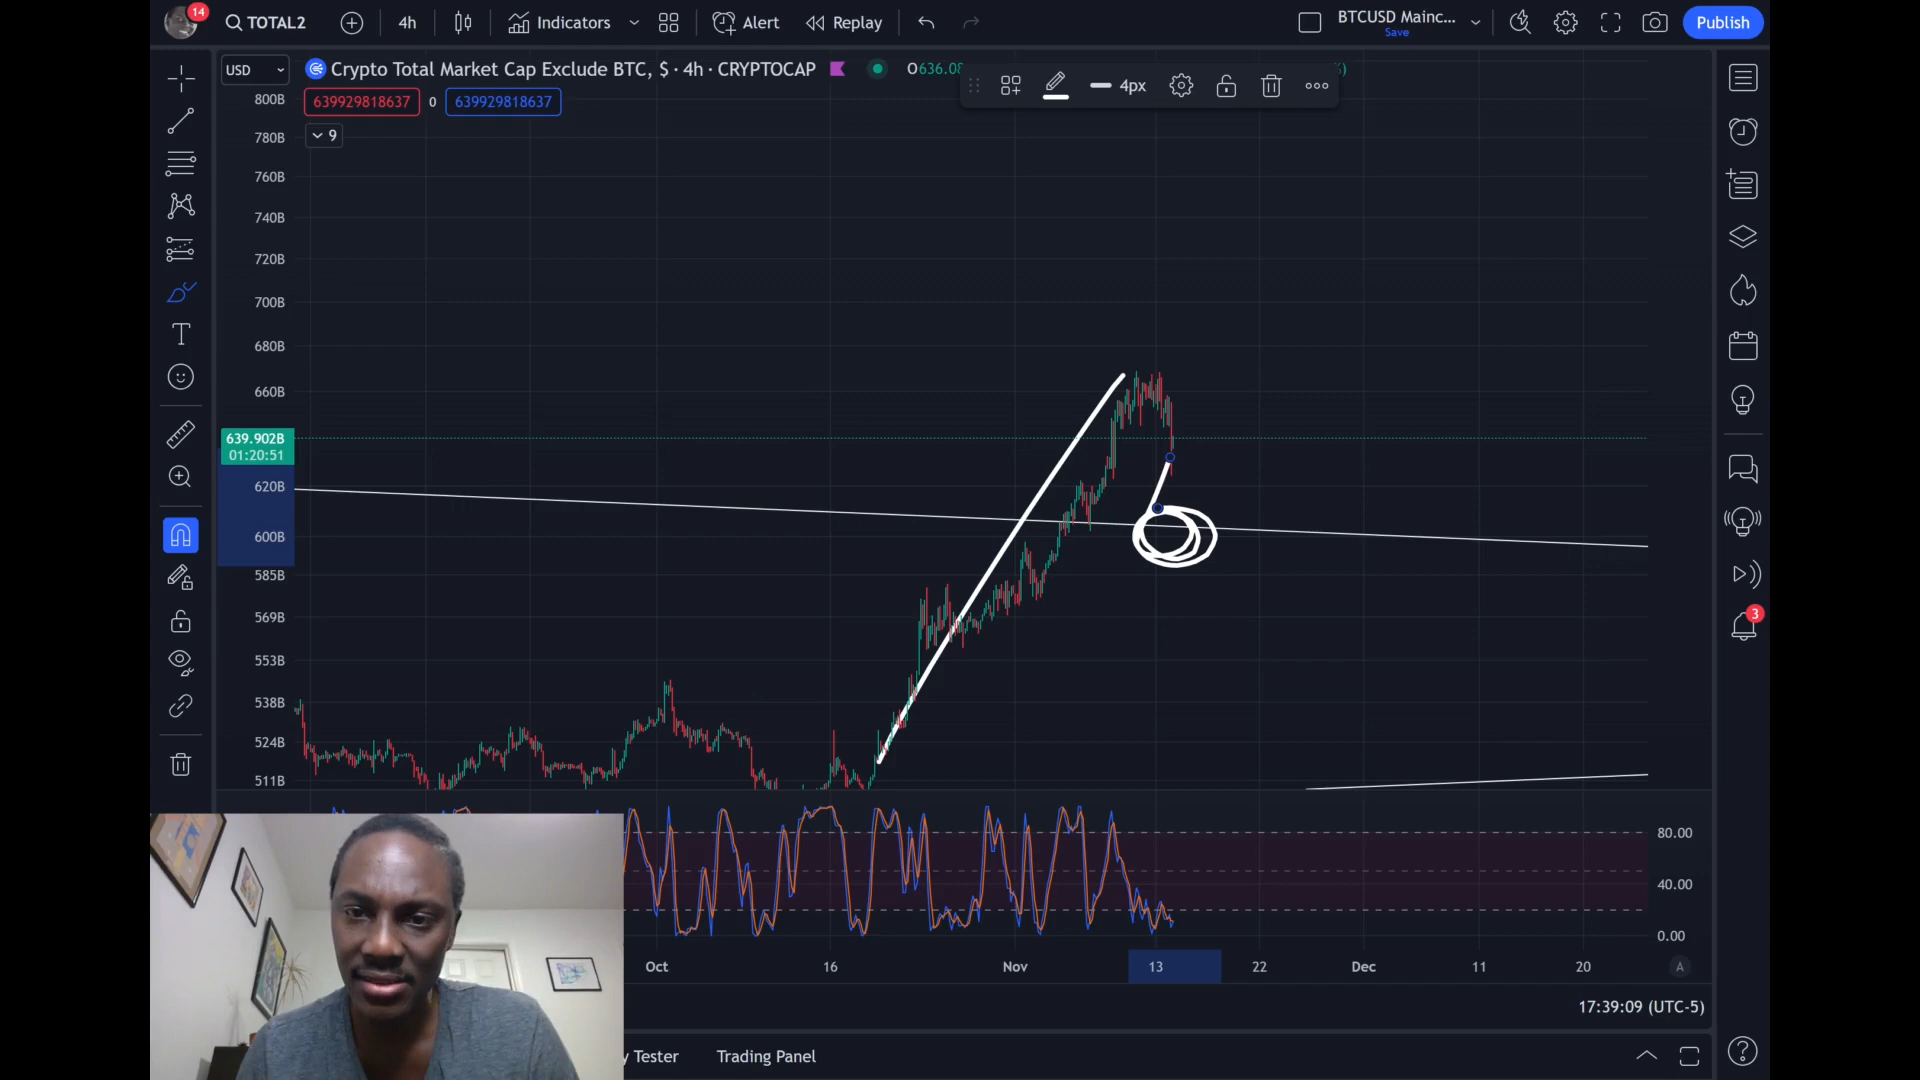 14
TOTAL2
4h
Indicators
Alert
Replay
BTCUSD Mainc...
Save
Publish
USD
Crypto Total Market Cap Exclude BTC, $ · 4h · CRYPTOCAP
O636.08
4px
639929818637 0 639929818637
9
800B
780B
760B
740B
720B
700B
680B
660B
639.902B
01:20:51
620B
600B
585B
569B
553B
538B
524B
511B
3
80.00
40.00
0.00
Oct 16 Nov 13 22 Dec 11 20 A
17:39:09 (UTC-5)
y Tester
Trading Panel